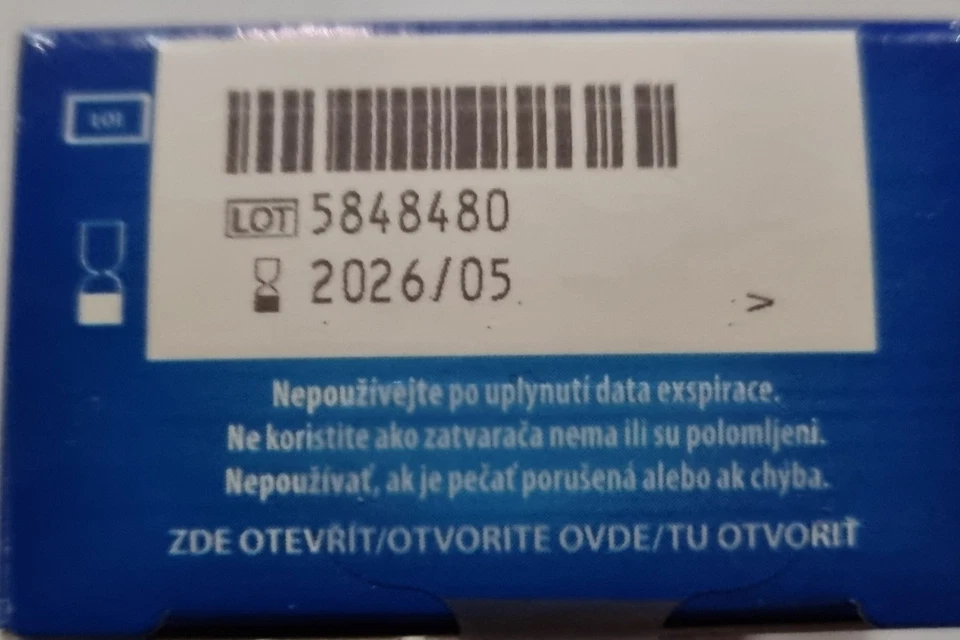 LOT
LOT 5848480
2026/05
>
Nepoužívejte po uplynutí data exspirace.
Ne koristite ako zatvarača nema ili su polomljeni.
Nepoužívať, ak je pečať porušená alebo ak chýba.
ZDE OTEVŘÍT/OTVORITE OVDE/TU OTVORIŤ